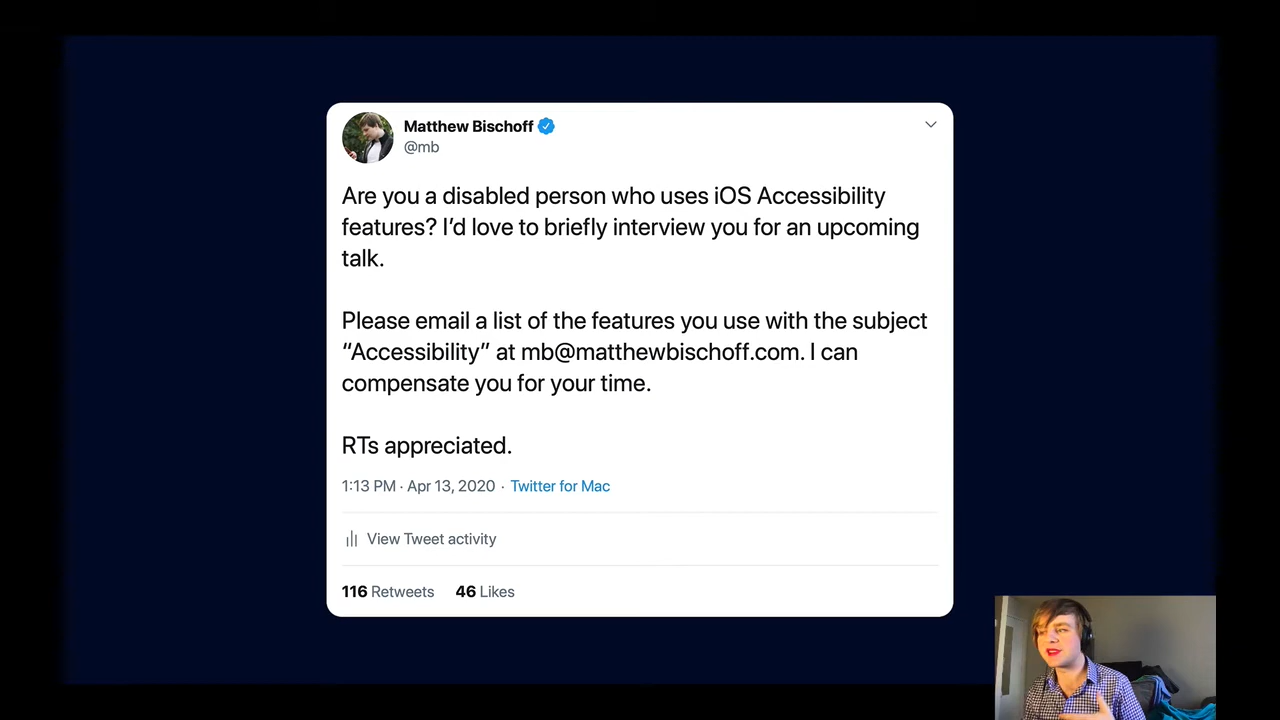 Matthew Bischoff
@mb
Are you a disabled person who uses iOS Accessibility
features? I’d love to briefly interview you for an upcoming
talk.
Please email a list of the features you use with the subject
“Accessibility” at mb@matthewbischoff.com. I can
compensate you for your time.
RTs appreciated.
1:13 PM · Apr 13, 2020 · Twitter for Mac
View Tweet activity
116 Retweets 46 Likes